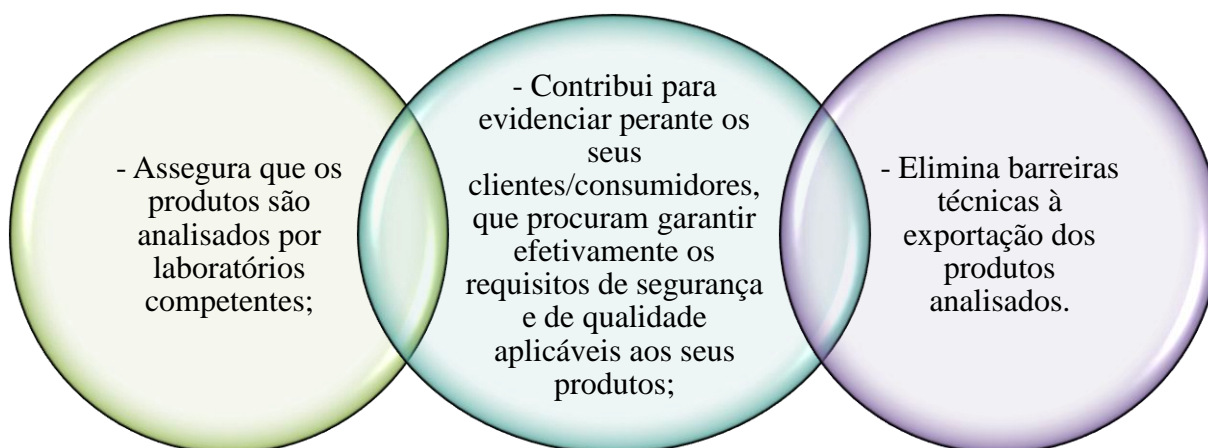 - Assegura que os
produtos são
analisados por
laboratórios
competentes;
- Contribui para
evidenciar perante os
seus
clientes/consumidores,
que procuram garantir
efetivamente os
requisitos de segurança
e de qualidade
aplicáveis aos seus
produtos;
- Elimina barreiras
técnicas à
exportação dos
produtos
analisados.